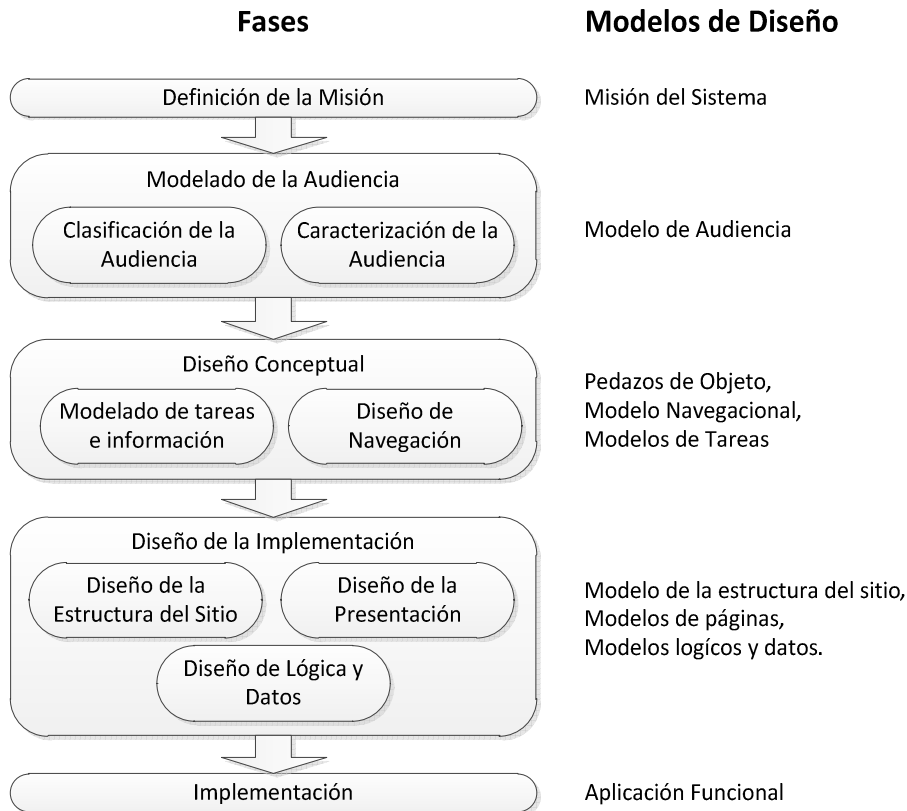 Fases
Modelos de Diseño
Definición de la Misión
Misión del Sistema
Modelado de la Audiencia
Clasificación de la
Audiencia
Caracterización de la
Audiencia
Modelo de Audiencia
Diseño Conceptual
Modelado de tareas
e información
Diseño de
Navegación
Pedazos de Objeto,
Modelo Navegacional,
Modelos de Tareas
Diseño de la Implementación
Diseño de la
Estructura del Sitio
Diseño de la
Presentación
Diseño de Lógica y
Datos
Modelo de la estructura del sitio,
Modelos de páginas,
Modelos logícos y datos.
Implementación
Aplicación Funcional